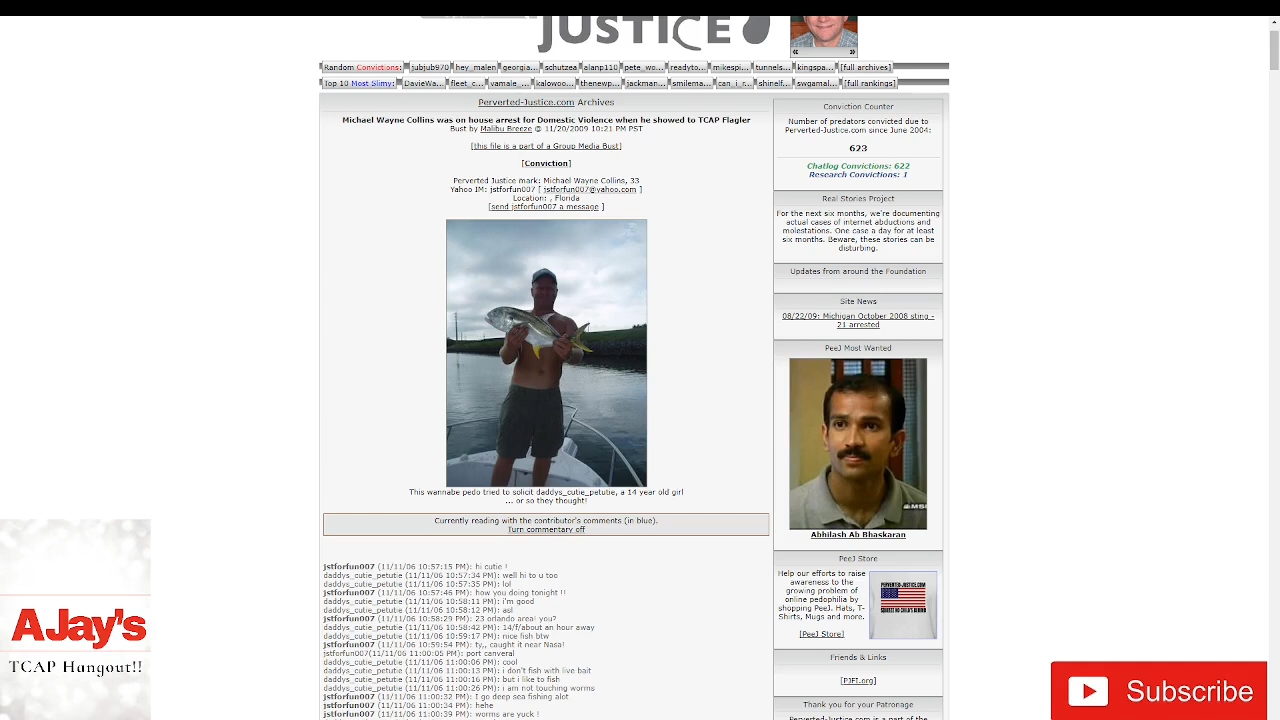 JUSTICE
« »
Random Convictions: jubjub970 hey_malen georgia... schutzea alanp110 pete_wo... readyto... mikespi... tunnels... kingspa... [full archives]
Top 10 Most Slimy: DavieWa... fleet_c... vamale_... kalowoo... thenewp... jackman... smilema... can_i_r... shinelf... swgamal... [full rankings]
Perverted-Justice.com Archives
Michael Wayne Collins was on house arrest for Domestic Violence when he showed to TCAP Flagler
Bust by Malibu Breeze @ 11/20/2009 10:21 PM PST
[this file is a part of a Group Media Bust]
[Conviction]
Perverted Justice mark: Michael Wayne Collins, 33
Yahoo IM: jstforfun007 [ jstforfun007@yahoo.com ]
Location: , Florida
[send jstforfun007 a message ]
This wannabe pedo tried to solicit daddys_cutie_petutie, a 14 year old girl
... or so they thought!
Currently reading with the contributor's comments (in blue).
Turn commentary off
jstforfun007 (11/11/06 10:57:15 PM): hi cutie !
daddys_cutie_petutie (11/11/06 10:57:34 PM): well hi to u too
daddys_cutie_petutie (11/11/06 10:57:35 PM): lol
jstforfun007 (11/11/06 10:57:46 PM): how you doing tonight !!
daddys_cutie_petutie (11/11/06 10:58:11 PM): i'm good
daddys_cutie_petutie (11/11/06 10:58:12 PM): asl
jstforfun007 (11/11/06 10:58:29 PM): 23 orlando area! you?
daddys_cutie_petutie (11/11/06 10:58:42 PM): 14/f/about an hour away
daddys_cutie_petutie (11/11/06 10:59:17 PM): nice fish btw
jstforfun007 (11/11/06 10:59:54 PM): ty,, caught it near Nasa!
jstforfun007(11/11/06 11:00:05 PM): port canveral
daddys_cutie_petutie (11/11/06 11:00:06 PM): cool
daddys_cutie_petutie (11/11/06 11:00:13 PM): i don't fish with live bait
daddys_cutie_petutie (11/11/06 11:00:16 PM): but i like to fish
daddys_cutie_petutie (11/11/06 11:00:26 PM): i am not touching worms
jstforfun007 (11/11/06 11:00:32 PM): I go deep sea fishing alot
jstforfun007 (11/11/06 11:00:34 PM): hehe
jstforfun007 (11/11/06 11:00:39 PM): worms are yuck !
Conviction Counter
Number of predators convicted due to
Perverted-Justice.com since June 2004:
623
Chatlog Convictions: 622
Research Convictions: 1
Real Stories Project
For the next six months, we're documenting
actual cases of internet abductions and
molestations. One case a day for at least
six months. Beware, these stories can be
disturbing.
Updates from around the Foundation
Site News
08/22/09: Michigan October 2008 sting -
21 arrested
PeeJ Most Wanted
Abhilash Ab Bhaskaran
PeeJ Store
Help our efforts to raise
awareness to the
growing problem of
online pedophilia by
shopping PeeJ. Hats, T-
Shirts, Mugs and more.
[PeeJ Store]
PERVERTED-JUSTICE.COM
Friends & Links
[PJFI.org]
Thank you for your Patronage
Perverted-Justice.com is a part of the
AJay's
TCAP Hangout!!
Subscribe